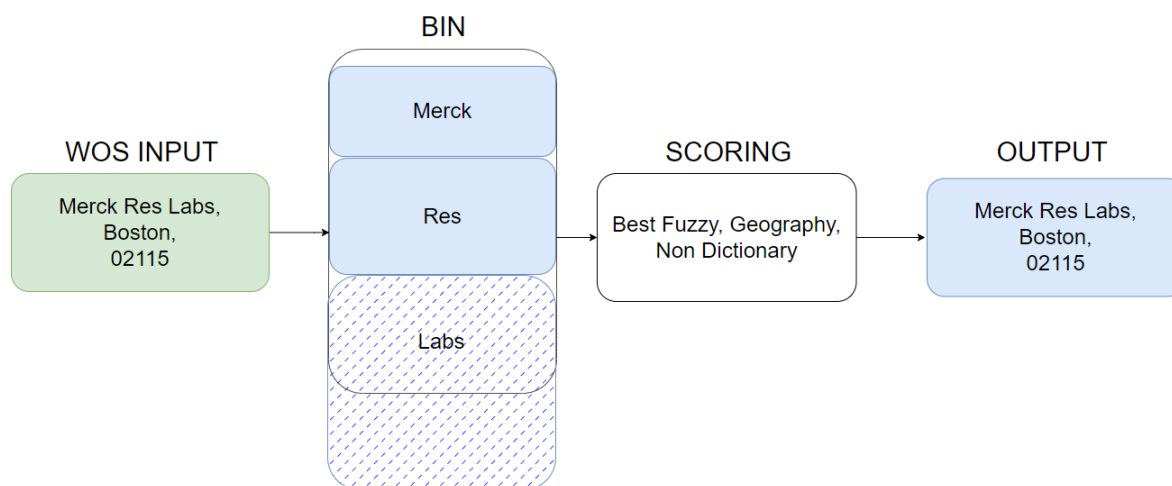 BIN
Merck
WOS INPUT
SCORING
OUTPUT
Merck Res Labs,
Boston,
02115
Res
Best Fuzzy, Geography,
Non Dictionary
Merck Res Labs,
Boston,
02115
Labs